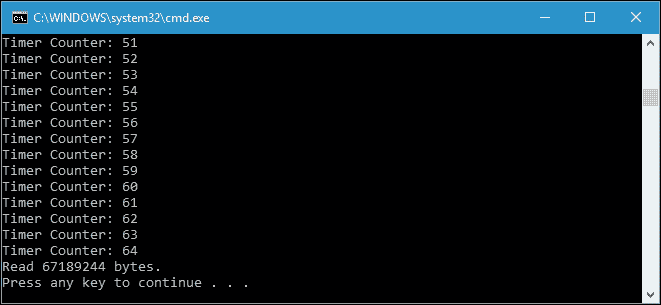 C:\WINDOWS\system32\cmd.exe
Timer Counter: 51
Timer Counter: 52
Timer Counter: 53
Timer Counter: 54
Timer Counter: 55
Timer Counter: 56
Timer Counter: 57
Timer Counter: 58
Timer Counter: 59
Timer Counter: 60
Timer Counter: 61
Timer Counter: 62
Timer Counter: 63
Timer Counter: 64
Read 67189244 bytes.
Press any key to continue . . .